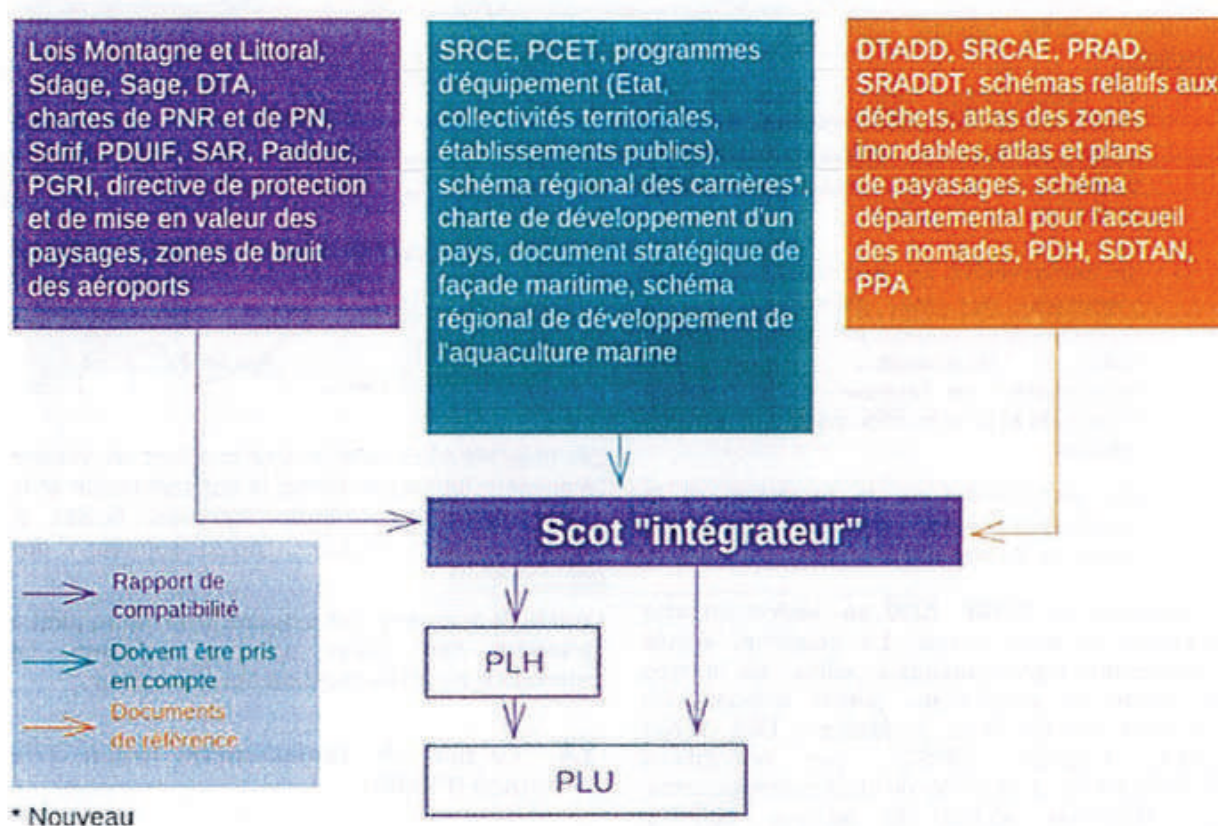 Lois Montagne et Littoral,
Sdage, Sage, DTA,
chartes de PNR et de PN,
Sdrif, PDUIF, SAR, Padduc,
PGRI, directive de protection
et de mise en valeur des
paysages, zones de bruit
des aéroports
SRCE, PCET, programmes
d'équipement (Etat,
collectivités territoriales,
établissements publics),
schéma régional des carrières*,
charte de développement d'un
pays, document stratégique de
façade maritime, schéma
régional de développement de
l'aquaculture marine
DTADD, SRCAE, PRAD,
SRADDT, schémas relatifs aux
déchets, atlas des zones
inondables, atlas et plans
de payasages, schéma
départemental pour l'accueil
des nomades, PDH, SDTAN,
PPA
Scot "intégrateur"
PLH
PLU
Rapport de
compatibilité
Doivent être pris
en compte
Documents
de référence
* Nouveau